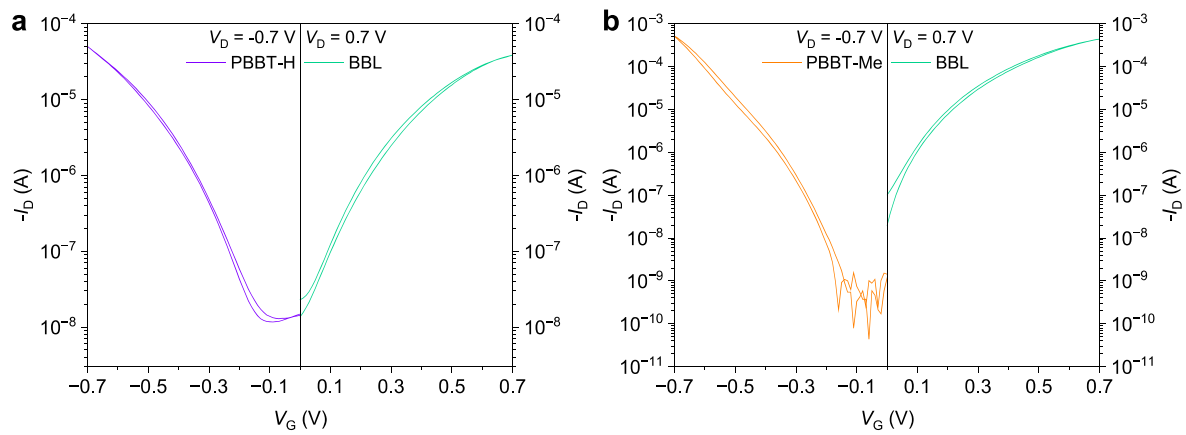 a
V_D = -0.7 V
V_D = 0.7 V
PBBT-H
BBL
10⁻⁴
10⁻⁵
10⁻⁶
10⁻⁷
10⁻⁸
-I_D (A)
10⁻⁴
10⁻⁵
10⁻⁶
10⁻⁷
10⁻⁸
-I_D (A)
−0.7 −0.5 −0.3 −0.1 0.1 0.3 0.5 0.7
V_G (V)
b
V_D = -0.7 V
V_D = 0.7 V
PBBT-Me
BBL
10⁻³
10⁻⁴
10⁻⁵
10⁻⁶
10⁻⁷
10⁻⁸
10⁻⁹
10⁻¹⁰
10⁻¹¹
-I_D (A)
10⁻³
10⁻⁴
10⁻⁵
10⁻⁶
10⁻⁷
10⁻⁸
10⁻⁹
10⁻¹⁰
10⁻¹¹
-I_D (A)
−0.7 −0.5 −0.3 −0.1 0.1 0.3 0.5 0.7
V_G (V)